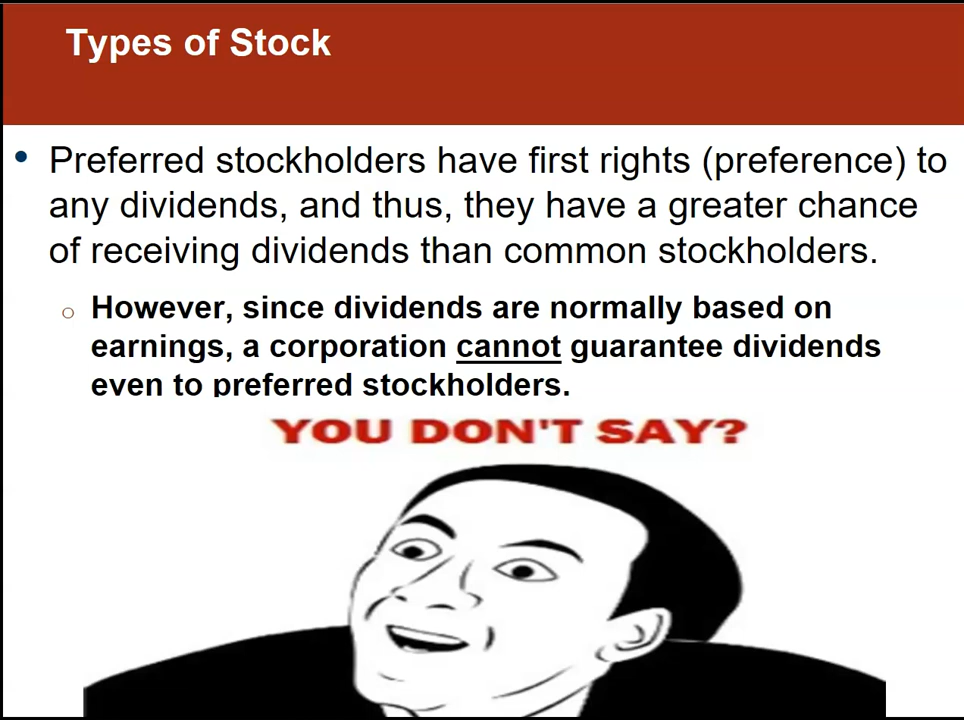 Types of Stock
• Preferred stockholders have first rights (preference) to
any dividends, and thus, they have a greater chance
of receiving dividends than common stockholders.
o However, since dividends are normally based on
earnings, a corporation cannot guarantee dividends
even to preferred stockholders.
YOU DON'T SAY?